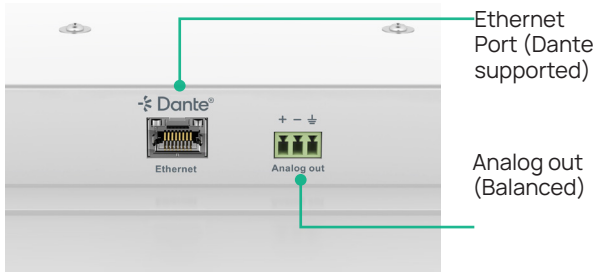 Ethernet
Port (Dante
supported)
Dante®
+ − ⏚
Ethernet
Analog out
Analog out
(Balanced)